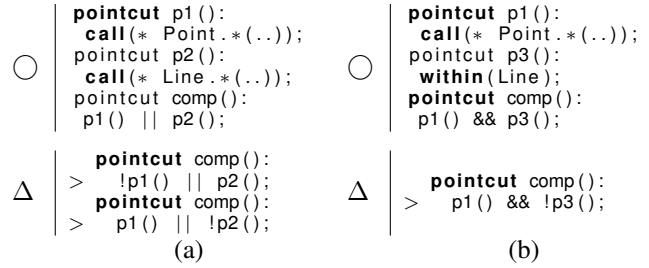 pointcut p1():
call(* Point.*(..));
pointcut p2():
call(* Line.*(..));
pointcut comp():
p1() || p2();
Δ
pointcut comp():
> !p1() || p2();
pointcut comp():
> p1() || !p2();
(a)
pointcut p1():
call(* Point.*(..));
pointcut p3():
within(Line);
pointcut comp():
p1() && p3();
Δ
pointcut comp():
> p1() && !p3();
(b)